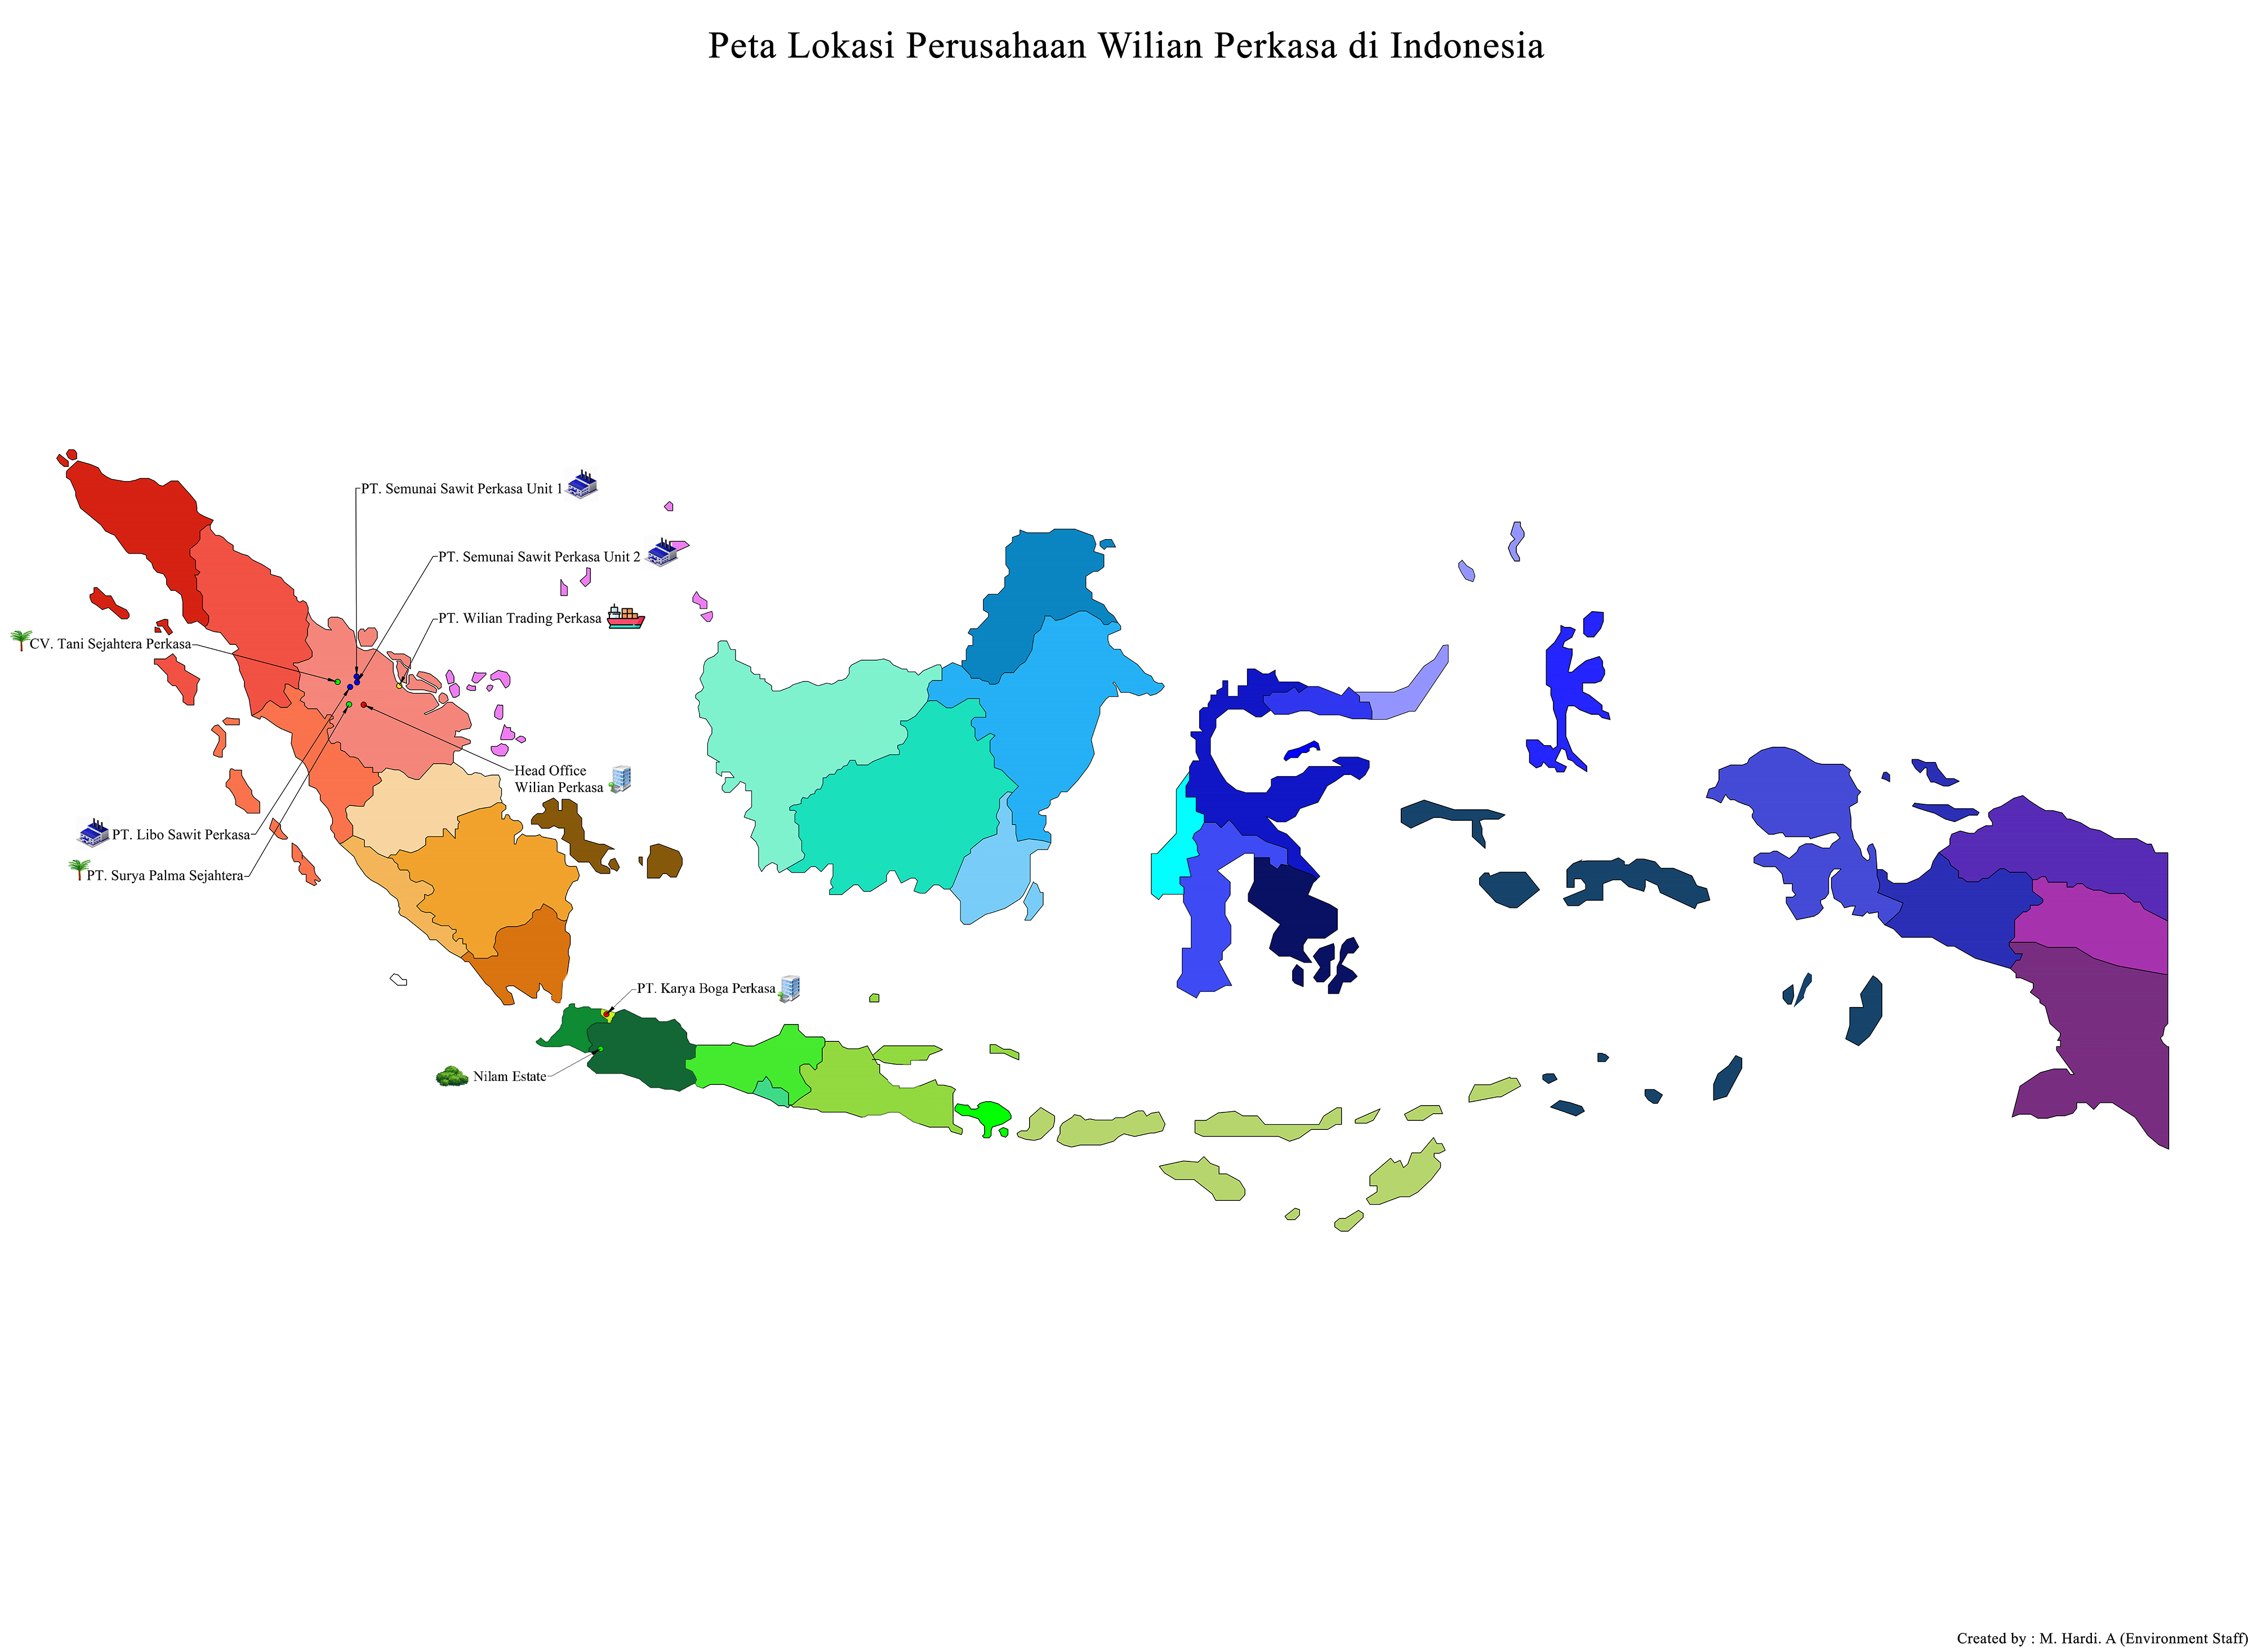 Peta Lokasi Perusahaan Wilian Perkasa di Indonesia
PT. Semunai Sawit Perkasa Unit 1
PT. Semunai Sawit Perkasa Unit 2
PT. Wilian Trading Perkasa
CV. Tani Sejahtera Perkasa
Head Office
Wilian Perkasa
PT. Libo Sawit Perkasa
PT. Surya Palma Sejahtera
PT. Karya Boga Perkasa
Nilam Estate
Created by : M. Hardi. A (Environment Staff)